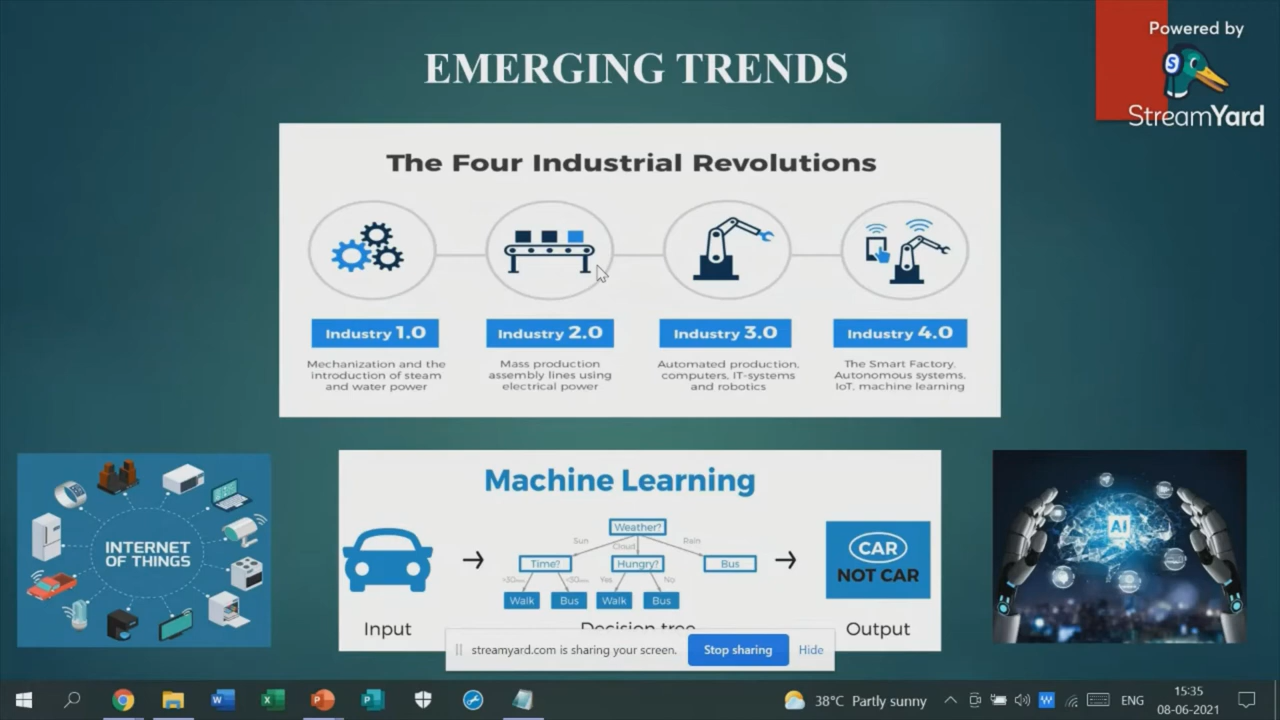 Powered by
StreamYard
EMERGING TRENDS
The Four Industrial Revolutions
Industry 1.0
Mechanization and the
introduction of steam
and water power
Industry 2.0
Mass production
assembly lines using
electrical power
Industry 3.0
Automated production,
computers, IT-systems
and robotics
Industry 4.0
The Smart Factory.
Autonomous systems.
IoT, machine learning
INTERNET
OF THINGS
Machine Learning
Weather?
Sun
Cloud
Rain
Time?
Hungry?
Bus
Yes
No
Walk
Bus
Walk
Bus
Input
Decision tree
CAR
NOT CAR
Output
AI
streamyard.com is sharing your screen.
Stop sharing
Hide
38°C Partly sunny
ENG
15:35
08-06-2021